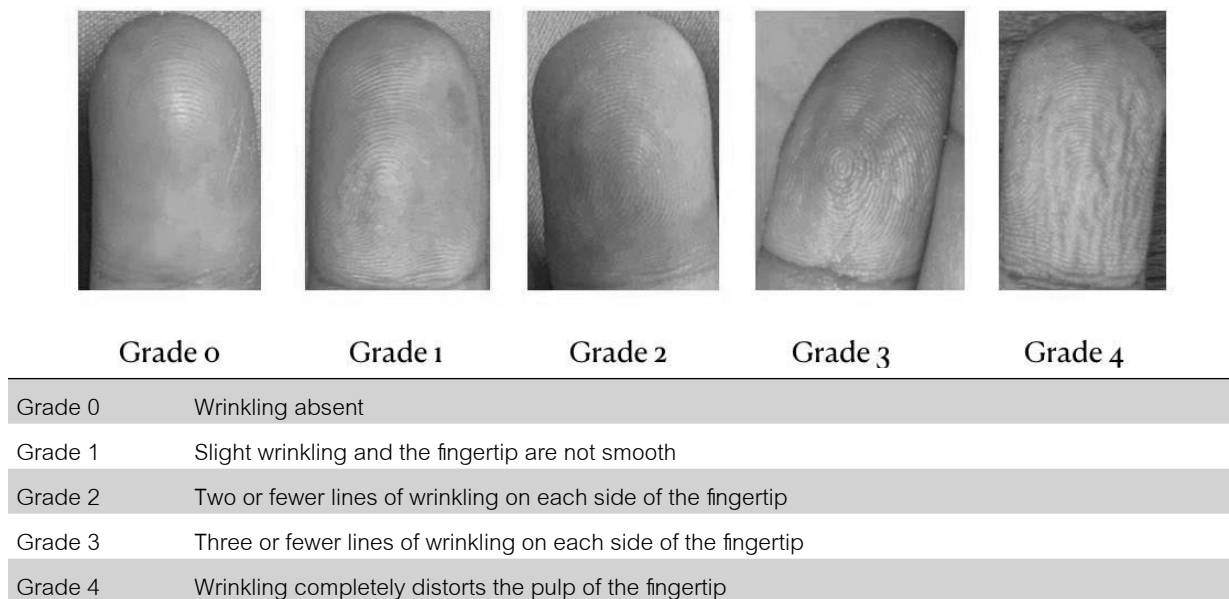 Grade 0 Grade 1 Grade 2 Grade 3 Grade 4
Grade 0 Wrinkling absent
Grade 1 Slight wrinkling and the fingertip are not smooth
Grade 2 Two or fewer lines of wrinkling on each side of the fingertip
Grade 3 Three or fewer lines of wrinkling on each side of the fingertip
Grade 4 Wrinkling completely distorts the pulp of the fingertip